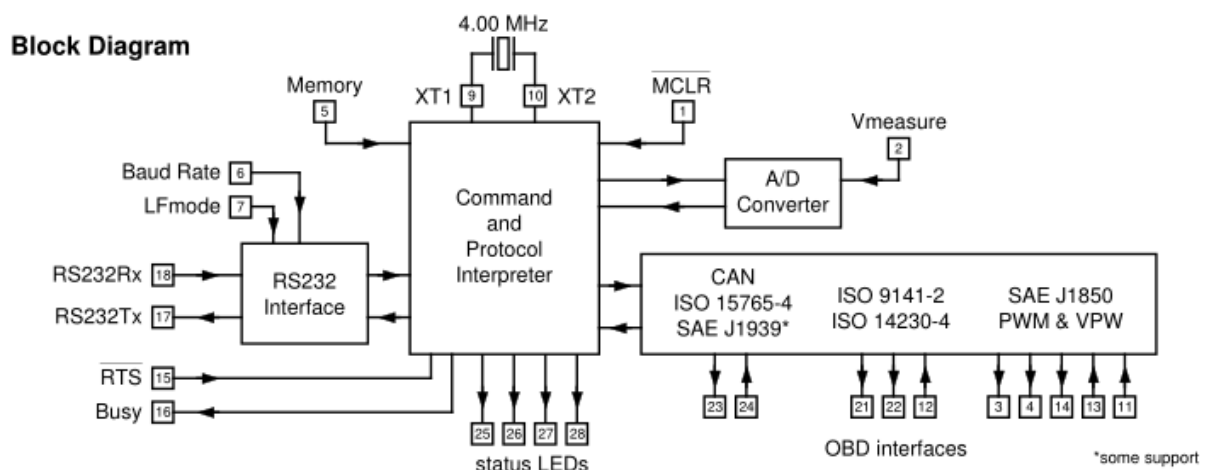 Block Diagram
4.00 MHz
Memory
5
XT1
9
10
XT2
MCLR
1
Vmeasure
2
Baud Rate
6
LFmode
7
A/D
Converter
Command
and
Protocol
Interpreter
RS232Rx
18
RS232Tx
17
RS232
Interface
CAN
ISO 15765-4
SAE J1939*
ISO 9141-2
ISO 14230-4
SAE J1850
PWM & VPW
RTS
15
Busy
16
23
24
21
22
12
3
4
14
13
11
25
26
27
28
status LEDs
OBD interfaces
*some support